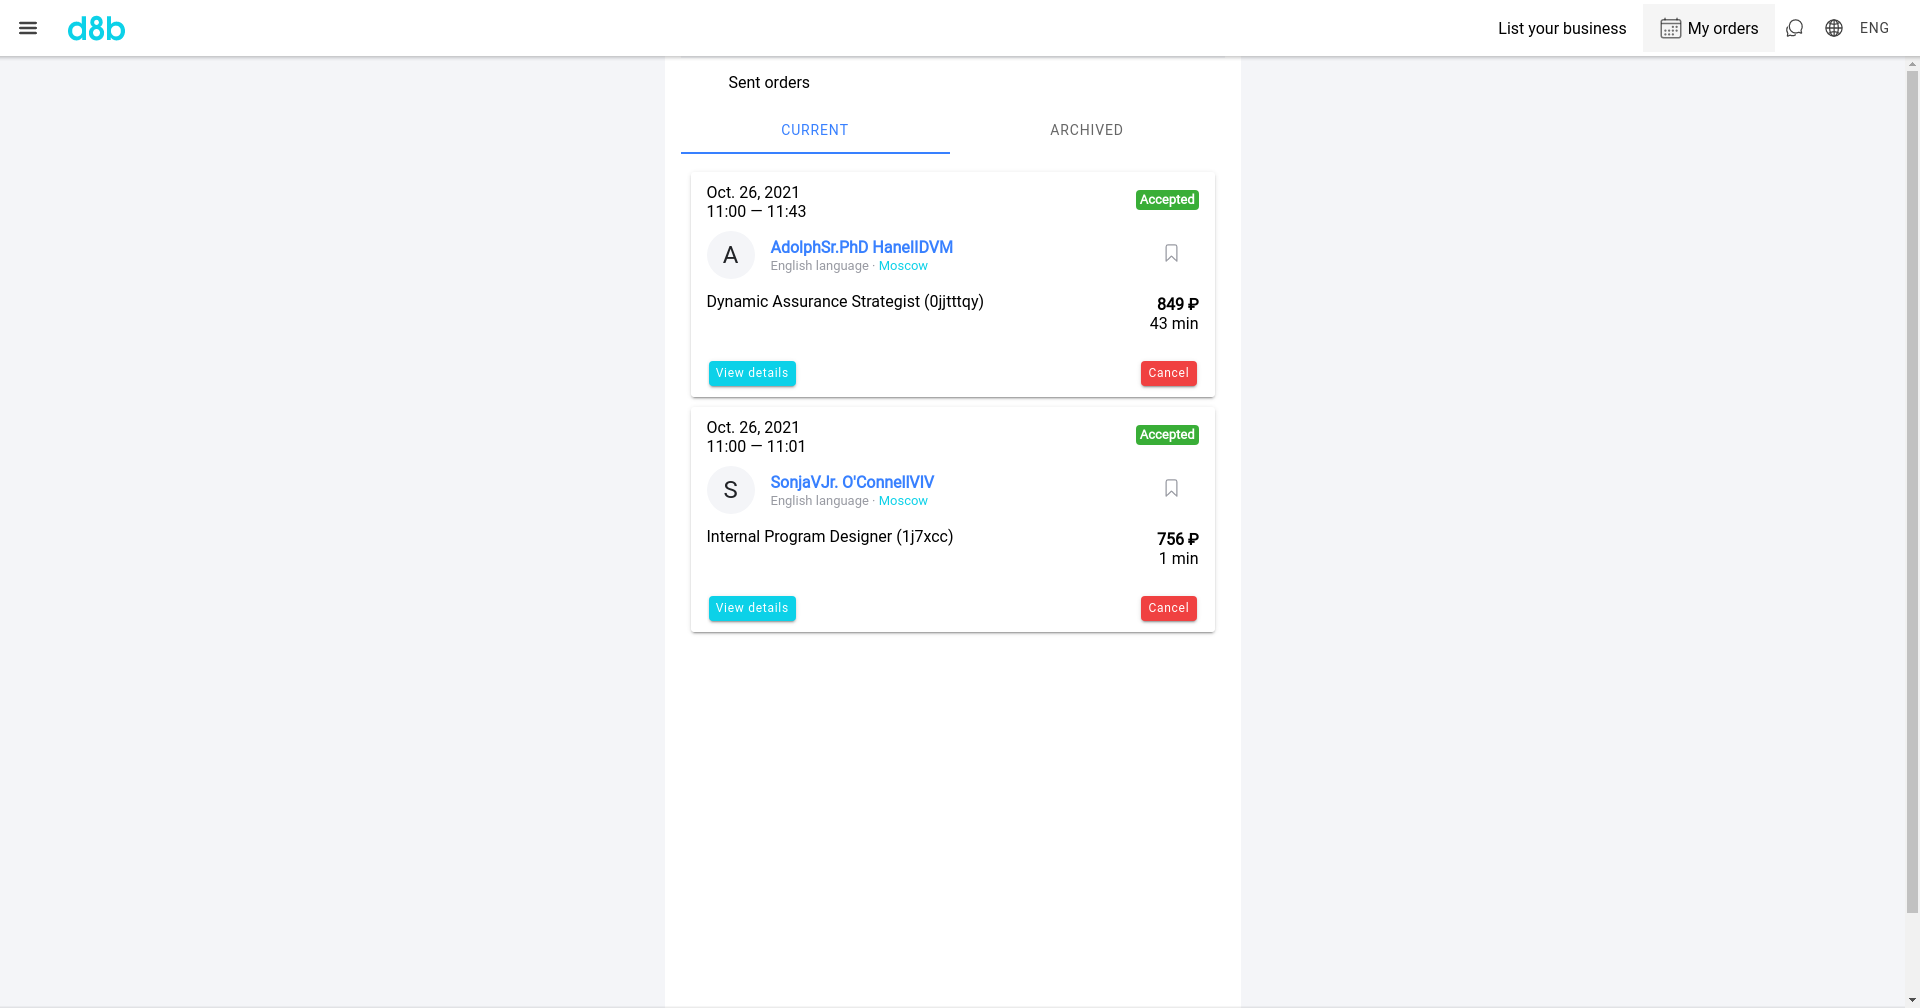 d8b
List your business
My orders
ENG
Sent orders
CURRENT
ARCHIVED
Oct. 26, 2021
11:00 — 11:43
Accepted
A
AdolphSr.PhD HanellDVM
English language · Moscow
Dynamic Assurance Strategist (0jjtttqy)
849 ₽
43 min
View details
Cancel
Oct. 26, 2021
11:00 — 11:01
Accepted
S
SonjaVJr. O'ConnellVIV
English language · Moscow
Internal Program Designer (1j7xcc)
756 ₽
1 min
View details
Cancel